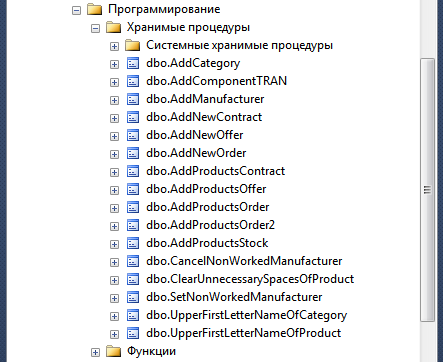 Программирование
Хранимые процедуры
Системные хранимые процедуры
dbo.AddCategory
dbo.AddComponentTRAN
dbo.AddManufacturer
dbo.AddNewContract
dbo.AddNewOffer
dbo.AddNewOrder
dbo.AddProductsContract
dbo.AddProductsOffer
dbo.AddProductsOrder
dbo.AddProductsOrder2
dbo.AddProductsStock
dbo.CancelNonWorkedManufacturer
dbo.ClearUnnecessarySpacesOfProduct
dbo.SetNonWorkedManufacturer
dbo.UpperFirstLetterNameOfCategory
dbo.UpperFirstLetterNameOfProduct
Функции